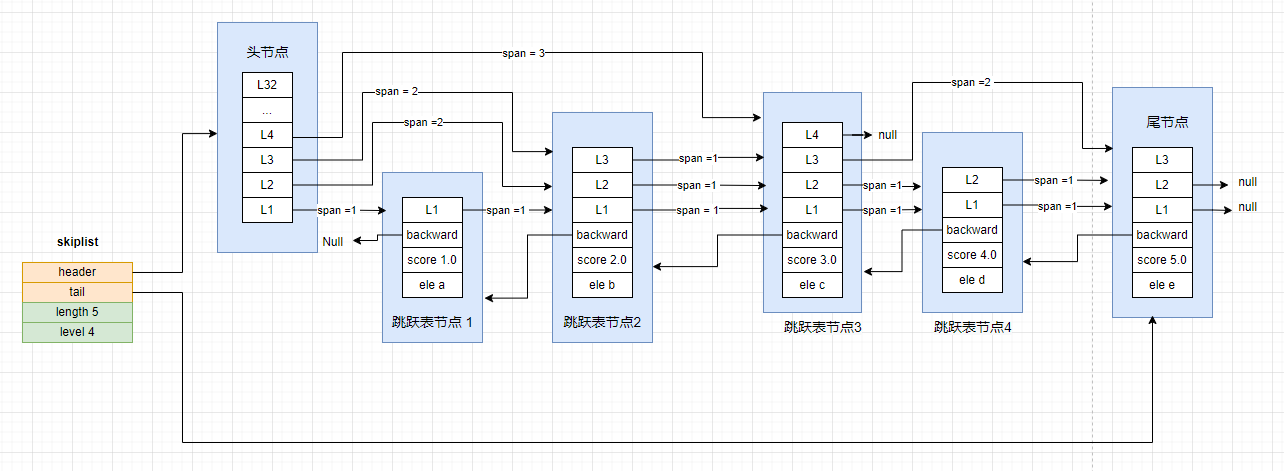 skiplist
header
tail
length 5
level 4
头节点
L32
...
L4
L3
L2
L1
span = 3
span = 2
span =2
span =1
Null
L1
backward
score 1.0
ele a
跳跃表节点 1
span =1
L3
L2
L1
backward
score 2.0
ele b
跳跃表节点2
span =1
span =1
span = 1
L4
L3
L2
L1
backward
score 3.0
ele c
跳跃表节点3
null
span =2
span =1
span =1
L2
L1
backward
score 4.0
ele d
跳跃表节点4
span =1
span =1
尾节点
L3
L2
L1
backward
score 5.0
ele e
null
null